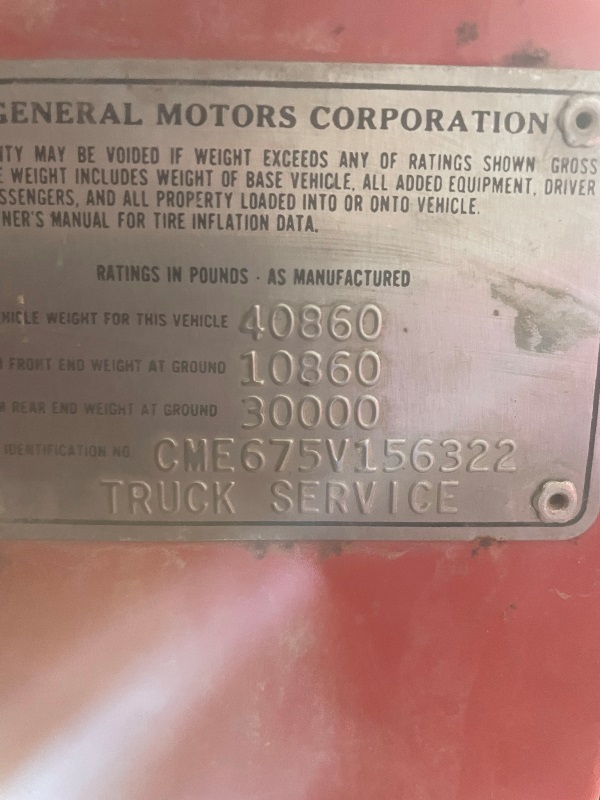 GENERAL MOTORS CORPORATION
ITY MAY BE VOIDED IF WEIGHT EXCEEDS ANY OF RATINGS SHOWN GROSS
E WEIGHT INCLUDES WEIGHT OF BASE VEHICLE, ALL ADDED EQUIPMENT, DRIVER
SSENGERS, AND ALL PROPERTY LOADED INTO OR ONTO VEHICLE.
NER'S MANUAL FOR TIRE INFLATION DATA.
RATINGS IN POUNDS - AS MANUFACTURED
HICLE WEIGHT FOR THIS VEHICLE 40860
FRONT END WEIGHT AT GROUND 10860
REAR END WEIGHT AT GROUND 30000
IDENTIFICATION NO. CME675V156322
TRUCK SERVICE